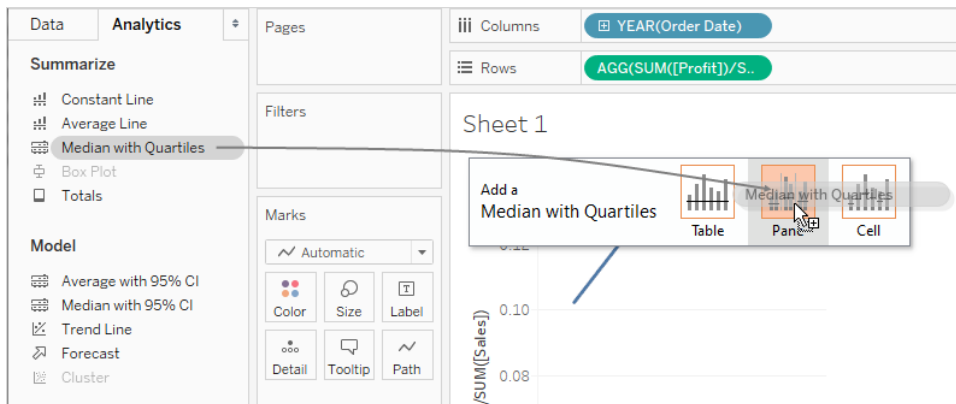 Data
Analytics
Summarize
Constant Line
Average Line
Median with Quartiles
Box Plot
Totals
Model
Average with 95% CI
Median with 95% CI
Trend Line
Forecast
Cluster
Pages
Filters
Marks
Automatic
Color
Size
Label
Detail
Tooltip
Path
Columns
YEAR(Order Date)
Rows
AGG(SUM([Profit])/S..
Sheet 1
Add a
Median with Quartiles
Table
Pane
Cell
Median with Quartiles
0.12
0.10
0.08
/SUM([Sales])